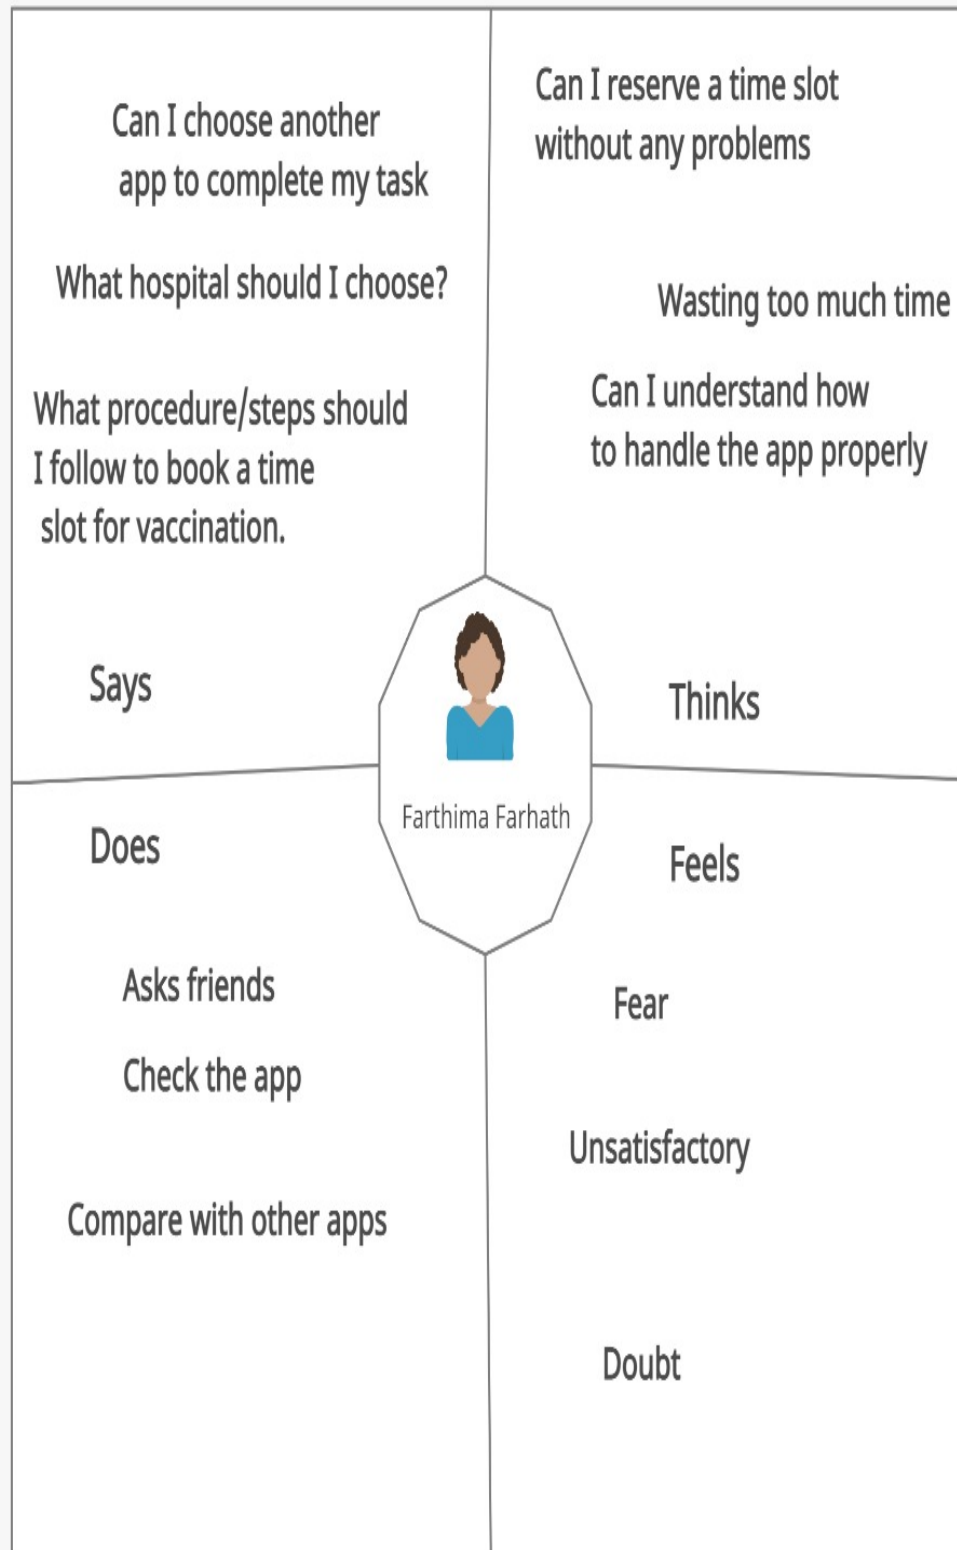 Can I choose another
app to complete my task
What hospital should I choose?
What procedure/steps should
I follow to book a time
slot for vaccination.
Says
Can I reserve a time slot
without any problems
Wasting too much time
Can I understand how
to handle the app properly
Thinks
Farthima Farhath
Does
Asks friends
Check the app
Compare with other apps
Feels
Fear
Unsatisfactory
Doubt